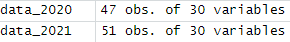 data_2020 47 obs. of 30 variables
data_2021 51 obs. of 30 variables